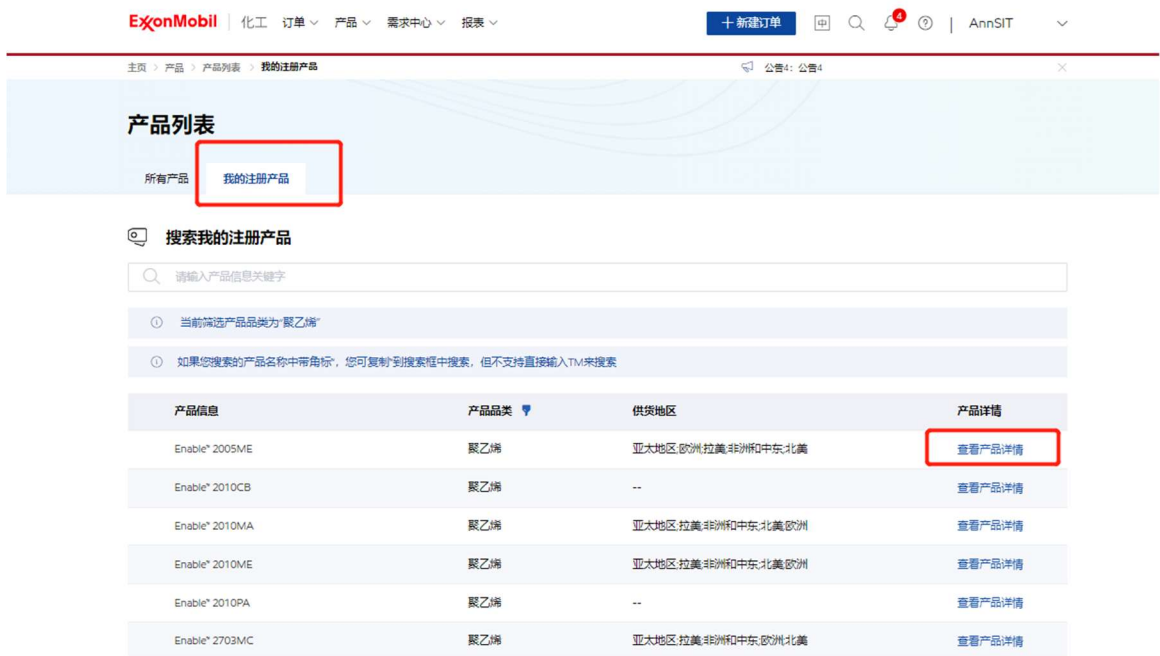 ExxonMobil 化工 订单 产品 需求中心 报表 十新建订单 中 4 AnnSIT
主页 > 产品 > 产品列表 > 我的注册产品 公告4：公告4
产品列表
所有产品 我的注册产品
搜索我的注册产品
请输入产品信息关键字
当前筛选产品品类为“聚乙烯”
如果您搜索的产品名称中带角标™，您可复制™到搜索框中搜索，但不支持直接输入TM来搜索
产品信息 产品品类 供货地区 产品详情
Enable™ 2005ME 聚乙烯 亚太地区;欧洲;拉美;非洲和中东;北美 查看产品详情
Enable™ 2010CB 聚乙烯 -- 查看产品详情
Enable™ 2010MA 聚乙烯 亚太地区;拉美;非洲和中东;北美;欧洲 查看产品详情
Enable™ 2010ME 聚乙烯 亚太地区;拉美;非洲和中东;北美;欧洲 查看产品详情
Enable™ 2010PA 聚乙烯 -- 查看产品详情
Enable™ 2703MC 聚乙烯 亚太地区;拉美;非洲和中东;欧洲;北美 查看产品详情